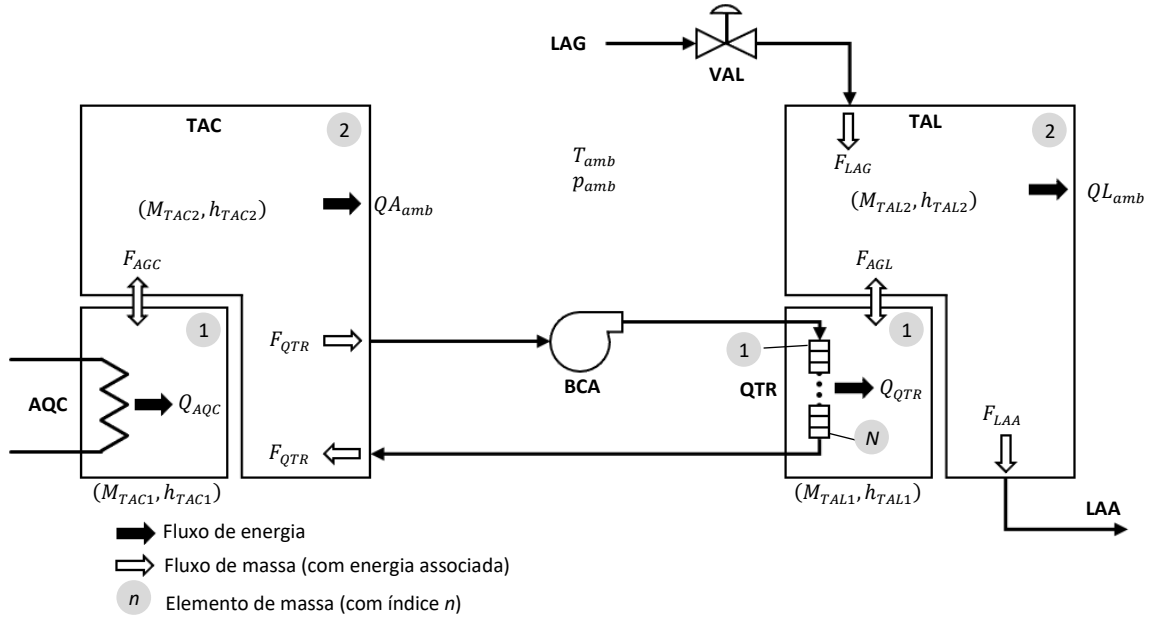 LAG
VAL
TAC
2
TAL
2
T_amb
p_amb
F_LAG
(M_TAC2, h_TAC2)
QA_amb
(M_TAL2, h_TAL2)
QL_amb
F_AGC
F_AGL
1
F_QTR
1
1
AQC
Q_AQC
BCA
QTR
Q_QTR
F_LAA
N
F_QTR
(M_TAC1, h_TAC1)
(M_TAL1, h_TAL1)
LAA
Fluxo de energia
Fluxo de massa (com energia associada)
n Elemento de massa (com índice n)